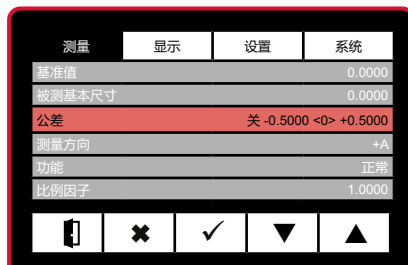 测量 显示 设置 系统
基准值 0.0000
被测基本尺寸 0.0000
公差 关 -0.5000 <0> +0.5000
测量方向 +A
功能 正常
比例因子 1.0000